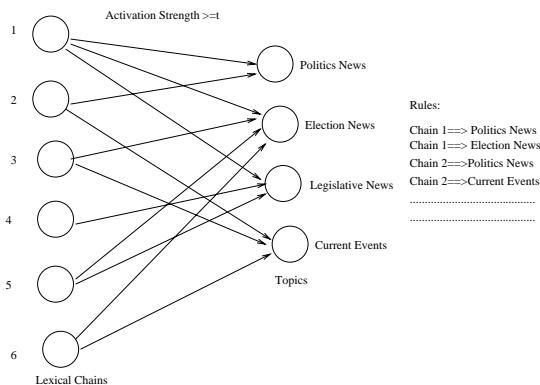 Activation Strength >=t
1
2
3
4
5
6
Lexical Chains
Politics News
Election News
Legislative News
Current Events
Topics
Rules:
Chain 1==> Politics News
Chain 1==> Election News
Chain 2==>Politics News
Chain 2==>Current Events
......................................
......................................